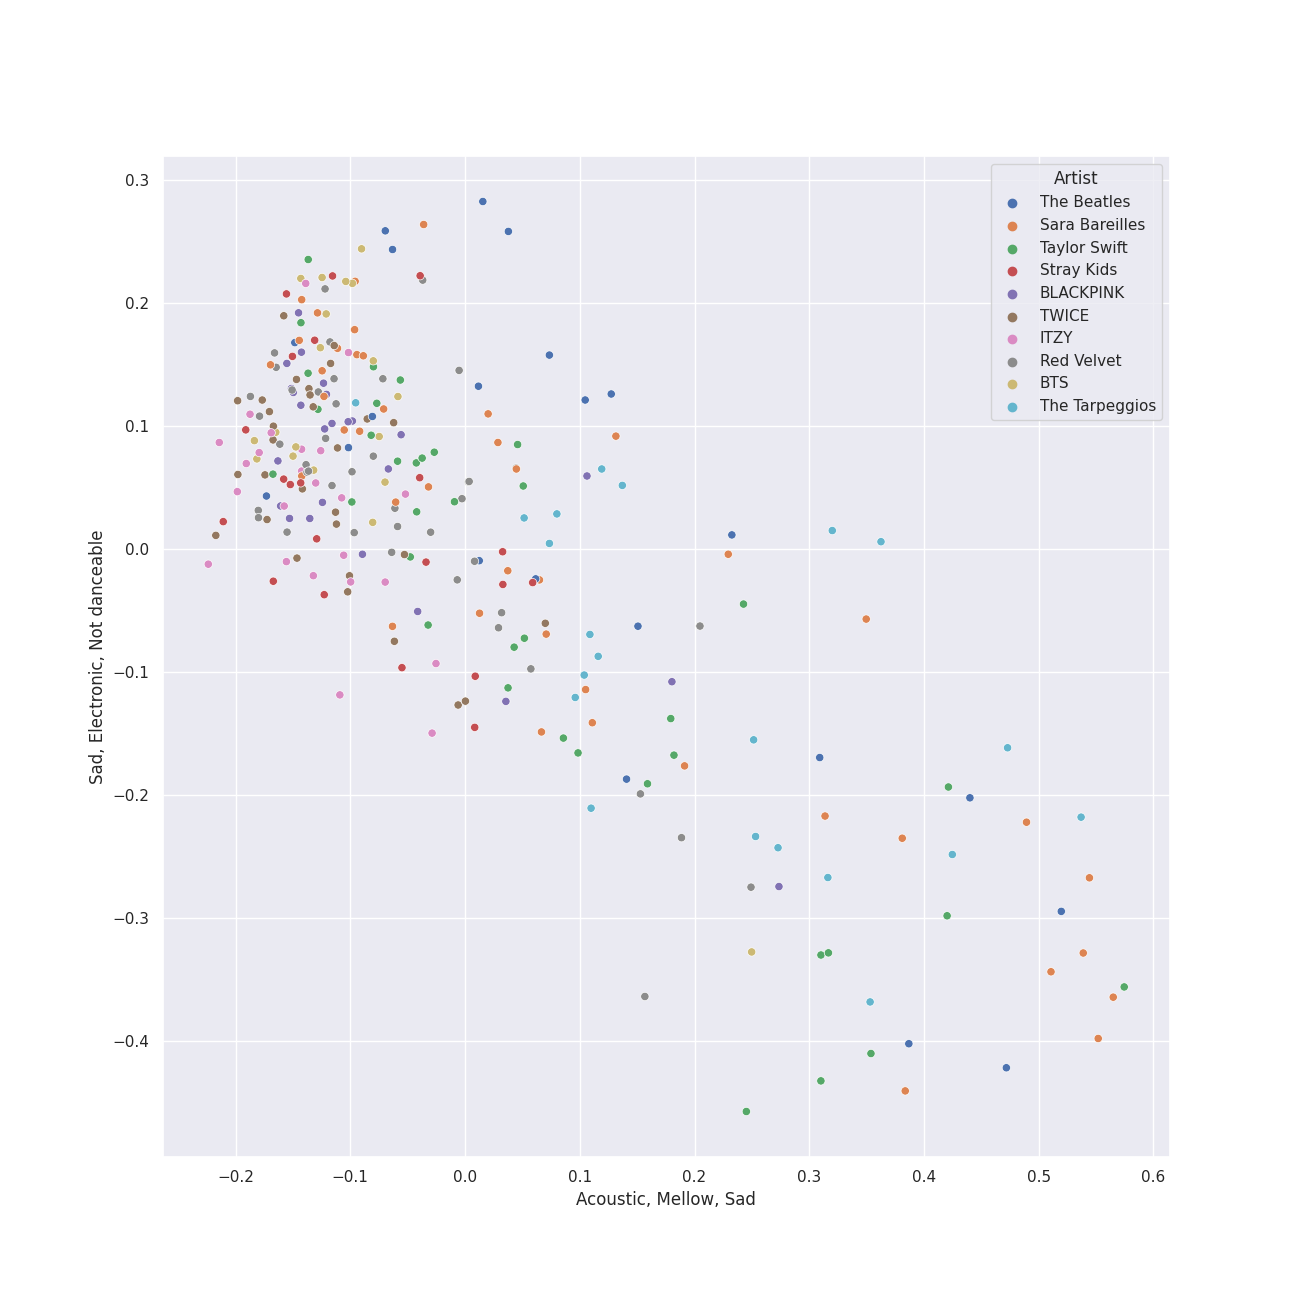 Artist
The Beatles
Sara Bareilles
Taylor Swift
Stray Kids
BLACKPINK
TWICE
ITZY
Red Velvet
BTS
The Tarpeggios
0.3
0.2
0.1
0.0
−0.1
−0.2
−0.3
−0.4
Sad, Electronic, Not danceable
−0.2
−0.1
0.0
0.1
0.2
0.3
0.4
0.5
0.6
Acoustic, Mellow, Sad